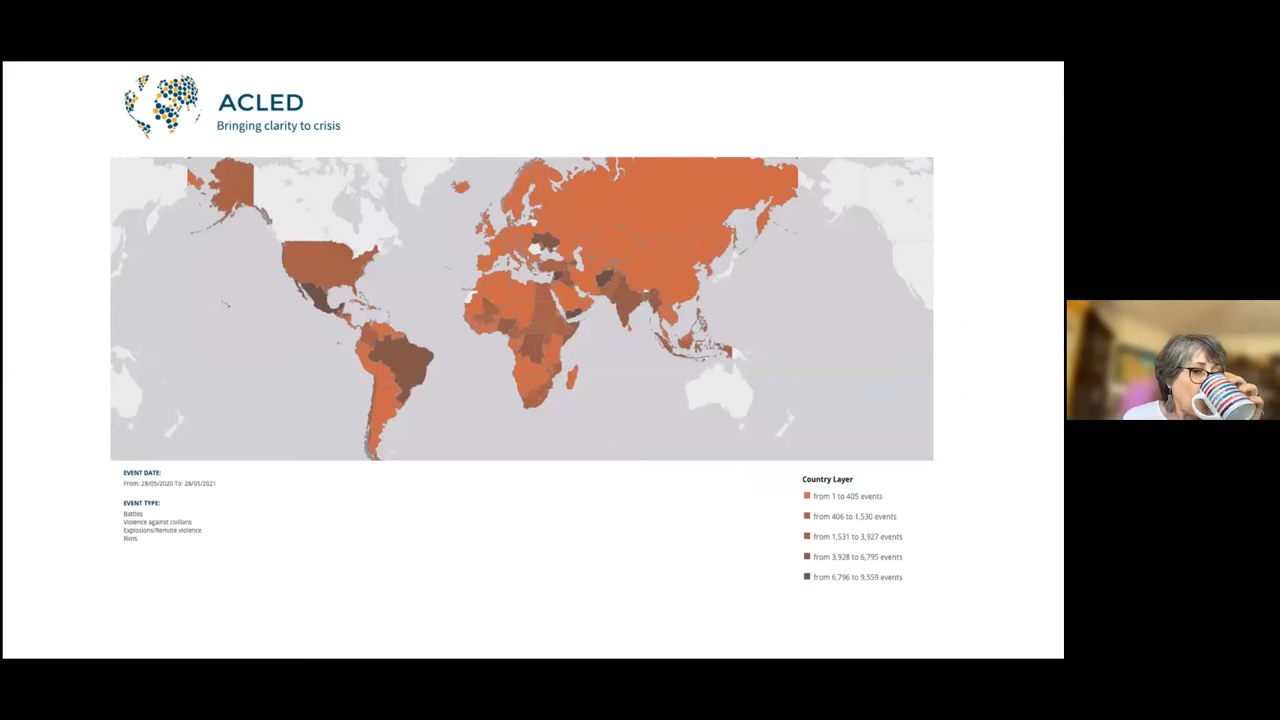 ACLED
Bringing clarity to crisis
EVENT DATE:
From: 28/05/2020 To: 28/05/2021
EVENT TYPE:
Battles
Violence against civilians
Explosions/Remote violence
Riots
Country Layer
from 1 to 405 events
from 406 to 1,530 events
from 1,531 to 3,927 events
from 3,928 to 6,795 events
from 6,796 to 9,559 events